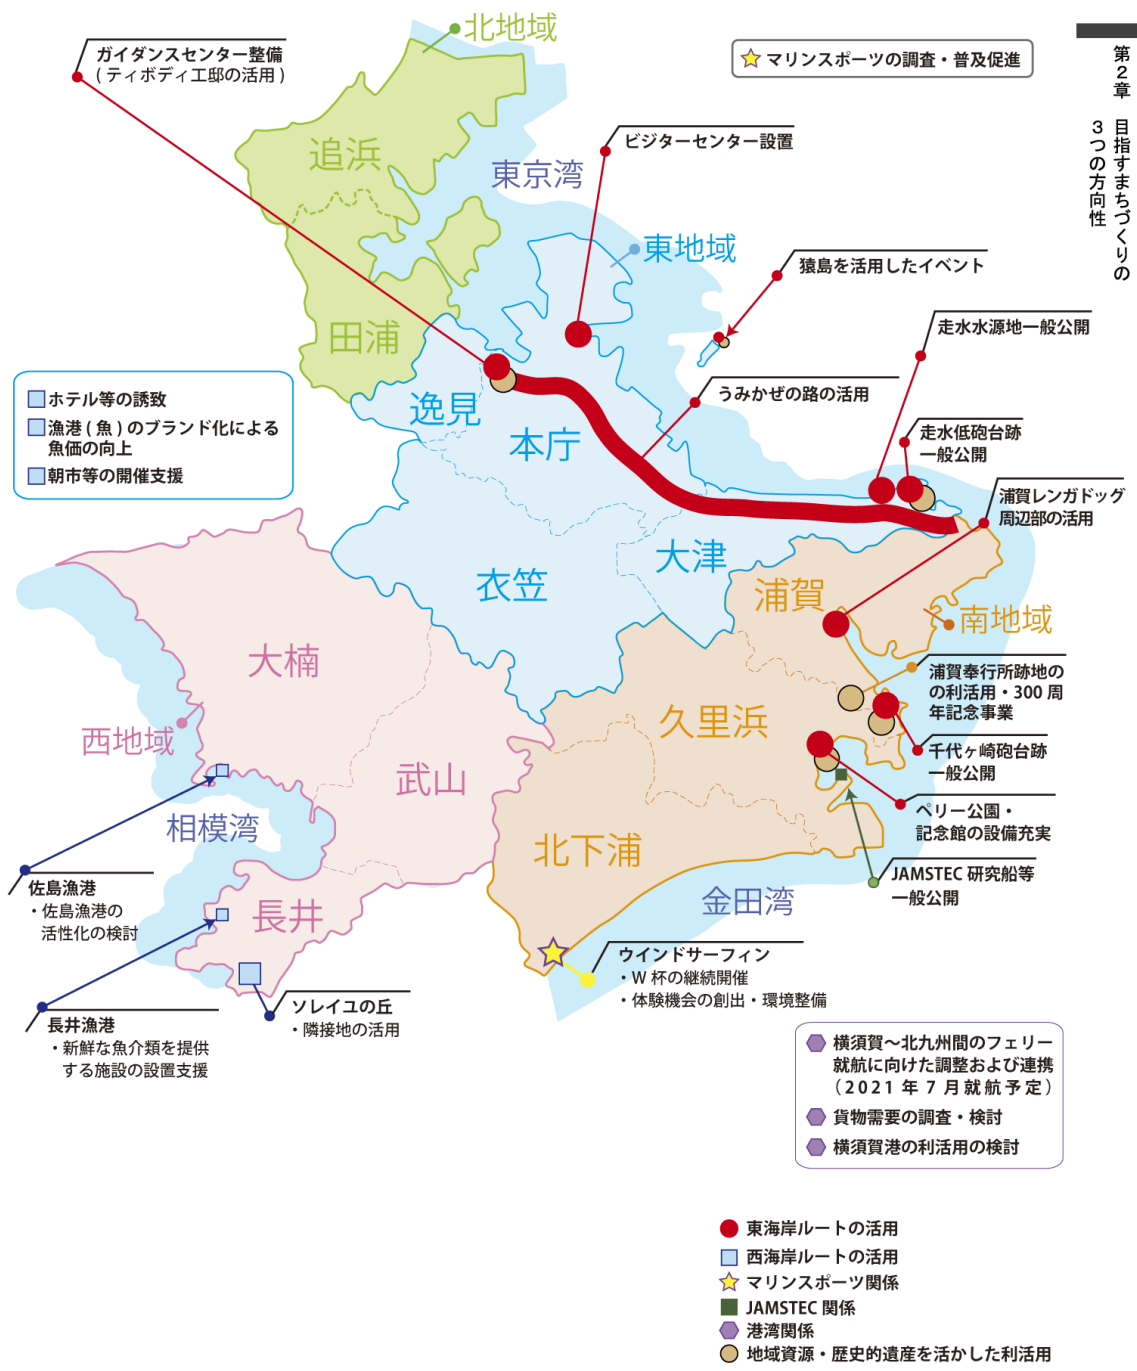 第2章 目指すまちづくりの
3つの方向性
北地域
ガイダンスセンター整備
(ティボディエ邸の活用)
マリンスポーツの調査・普及促進
追浜
ビジターセンター設置
東京湾
東地域
猿島を活用したイベント
田浦
走水水源地一般公開
ホテル等の誘致
漁港(魚)のブランド化による
魚価の向上
朝市等の開催支援
逸見
うみかぜの路の活用
本庁
走水低砲台跡
一般公開
浦賀レンガドッグ
周辺部の活用
大津
衣笠
浦賀
南地域
大楠
浦賀奉行所跡地の
の利活用・300周
年記念事業
西地域
久里浜
千代ヶ崎砲台跡
一般公開
武山
ペリー公園・
記念館の設備充実
相模湾
北下浦
JAMSTEC 研究船等
一般公開
佐島漁港
・佐島漁港の
活性化の検討
長井
金田湾
ウインドサーフィン
・W杯の継続開催
・体験機会の創出・環境整備
長井漁港
・新鮮な魚介類を提供
する施設の設置支援
ソレイユの丘
・隣接地の活用
横須賀〜北九州間のフェリー
就航に向けた調整および連携
(2021年7月就航予定)
貨物需要の調査・検討
横須賀港の利活用の検討
東海岸ルートの活用
西海岸ルートの活用
マリンスポーツ関係
JAMSTEC 関係
港湾関係
地域資源・歴史的遺産を活かした利活用